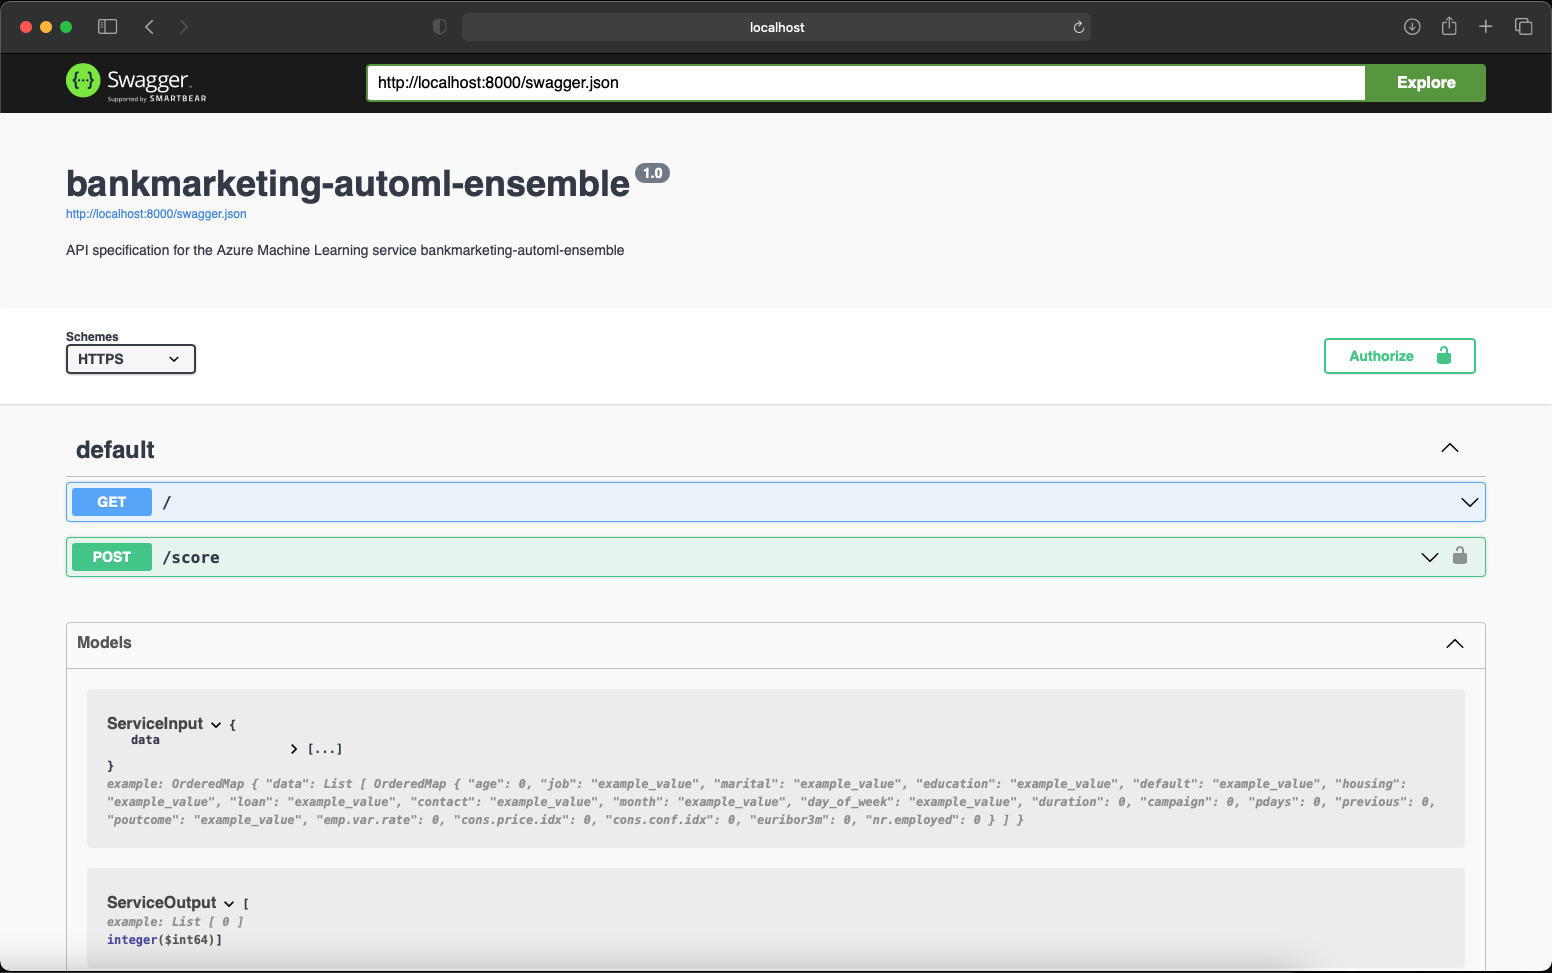 localhost
Swagger
Supported by SMARTBEAR
http://localhost:8000/swagger.json
Explore
bankmarketing-automl-ensemble 1.0
http://localhost:8000/swagger.json
API specification for the Azure Machine Learning service bankmarketing-automl-ensemble
Schemes
HTTPS
Authorize
default
GET /
POST /score
Models
ServiceInput {
data
[...]
}
example: OrderedMap { "data": List [ OrderedMap { "age": 0, "job": "example_value", "marital": "example_value", "education": "example_value", "default": "example_value", "housing":
"example_value", "loan": "example_value", "contact": "example_value", "month": "example_value", "day_of_week": "example_value", "duration": 0, "campaign": 0, "pdays": 0, "previous": 0,
"poutcome": "example_value", "emp.var.rate": 0, "cons.price.idx": 0, "cons.conf.idx": 0, "euribor3m": 0, "nr.employed": 0 } ] }
ServiceOutput [
example: List [ 0 ]
integer($int64)]